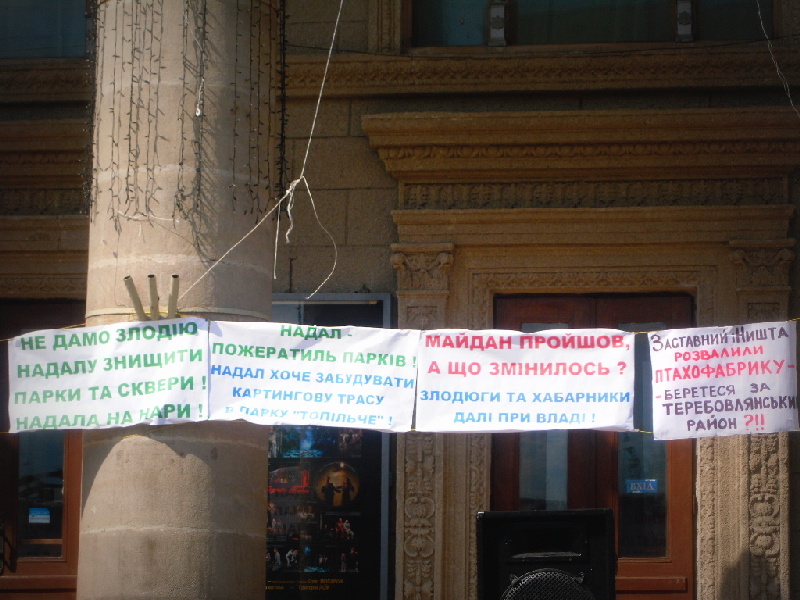 НЕ ДАМО ЗЛОДІЮ
НАДАЛУ ЗНИЩИТИ
ПАРКИ ТА СКВЕРИ !
НАДАЛА НА НАРИ !
НАДАЛ -
ПОЖЕРАТИЛЬ ПАРКІВ !
НАДАЛ ХОЧЕ ЗАБУДУВАТИ
КАРТИНГОВУ ТРАСУ
В ПАРКУ "ТОПІЛЬЧЕ" !
МАЙДАН ПРОЙШОВ,
А ЩО ЗМІНИЛОСЬ ?
ЗЛОДЮГИ ТА ХАБАРНИКИ
ДАЛІ ПРИ ВЛАДІ !
ЗАСТАВНИЙ і НИШТА
РОЗВАЛИЛИ
ПТАХОФАБРИКУ-
- БЕРЕТЕСЯ ЗА
ТЕРЕБОВЛЯНСЬКИЙ
РАЙОН ?!!
ВХІД